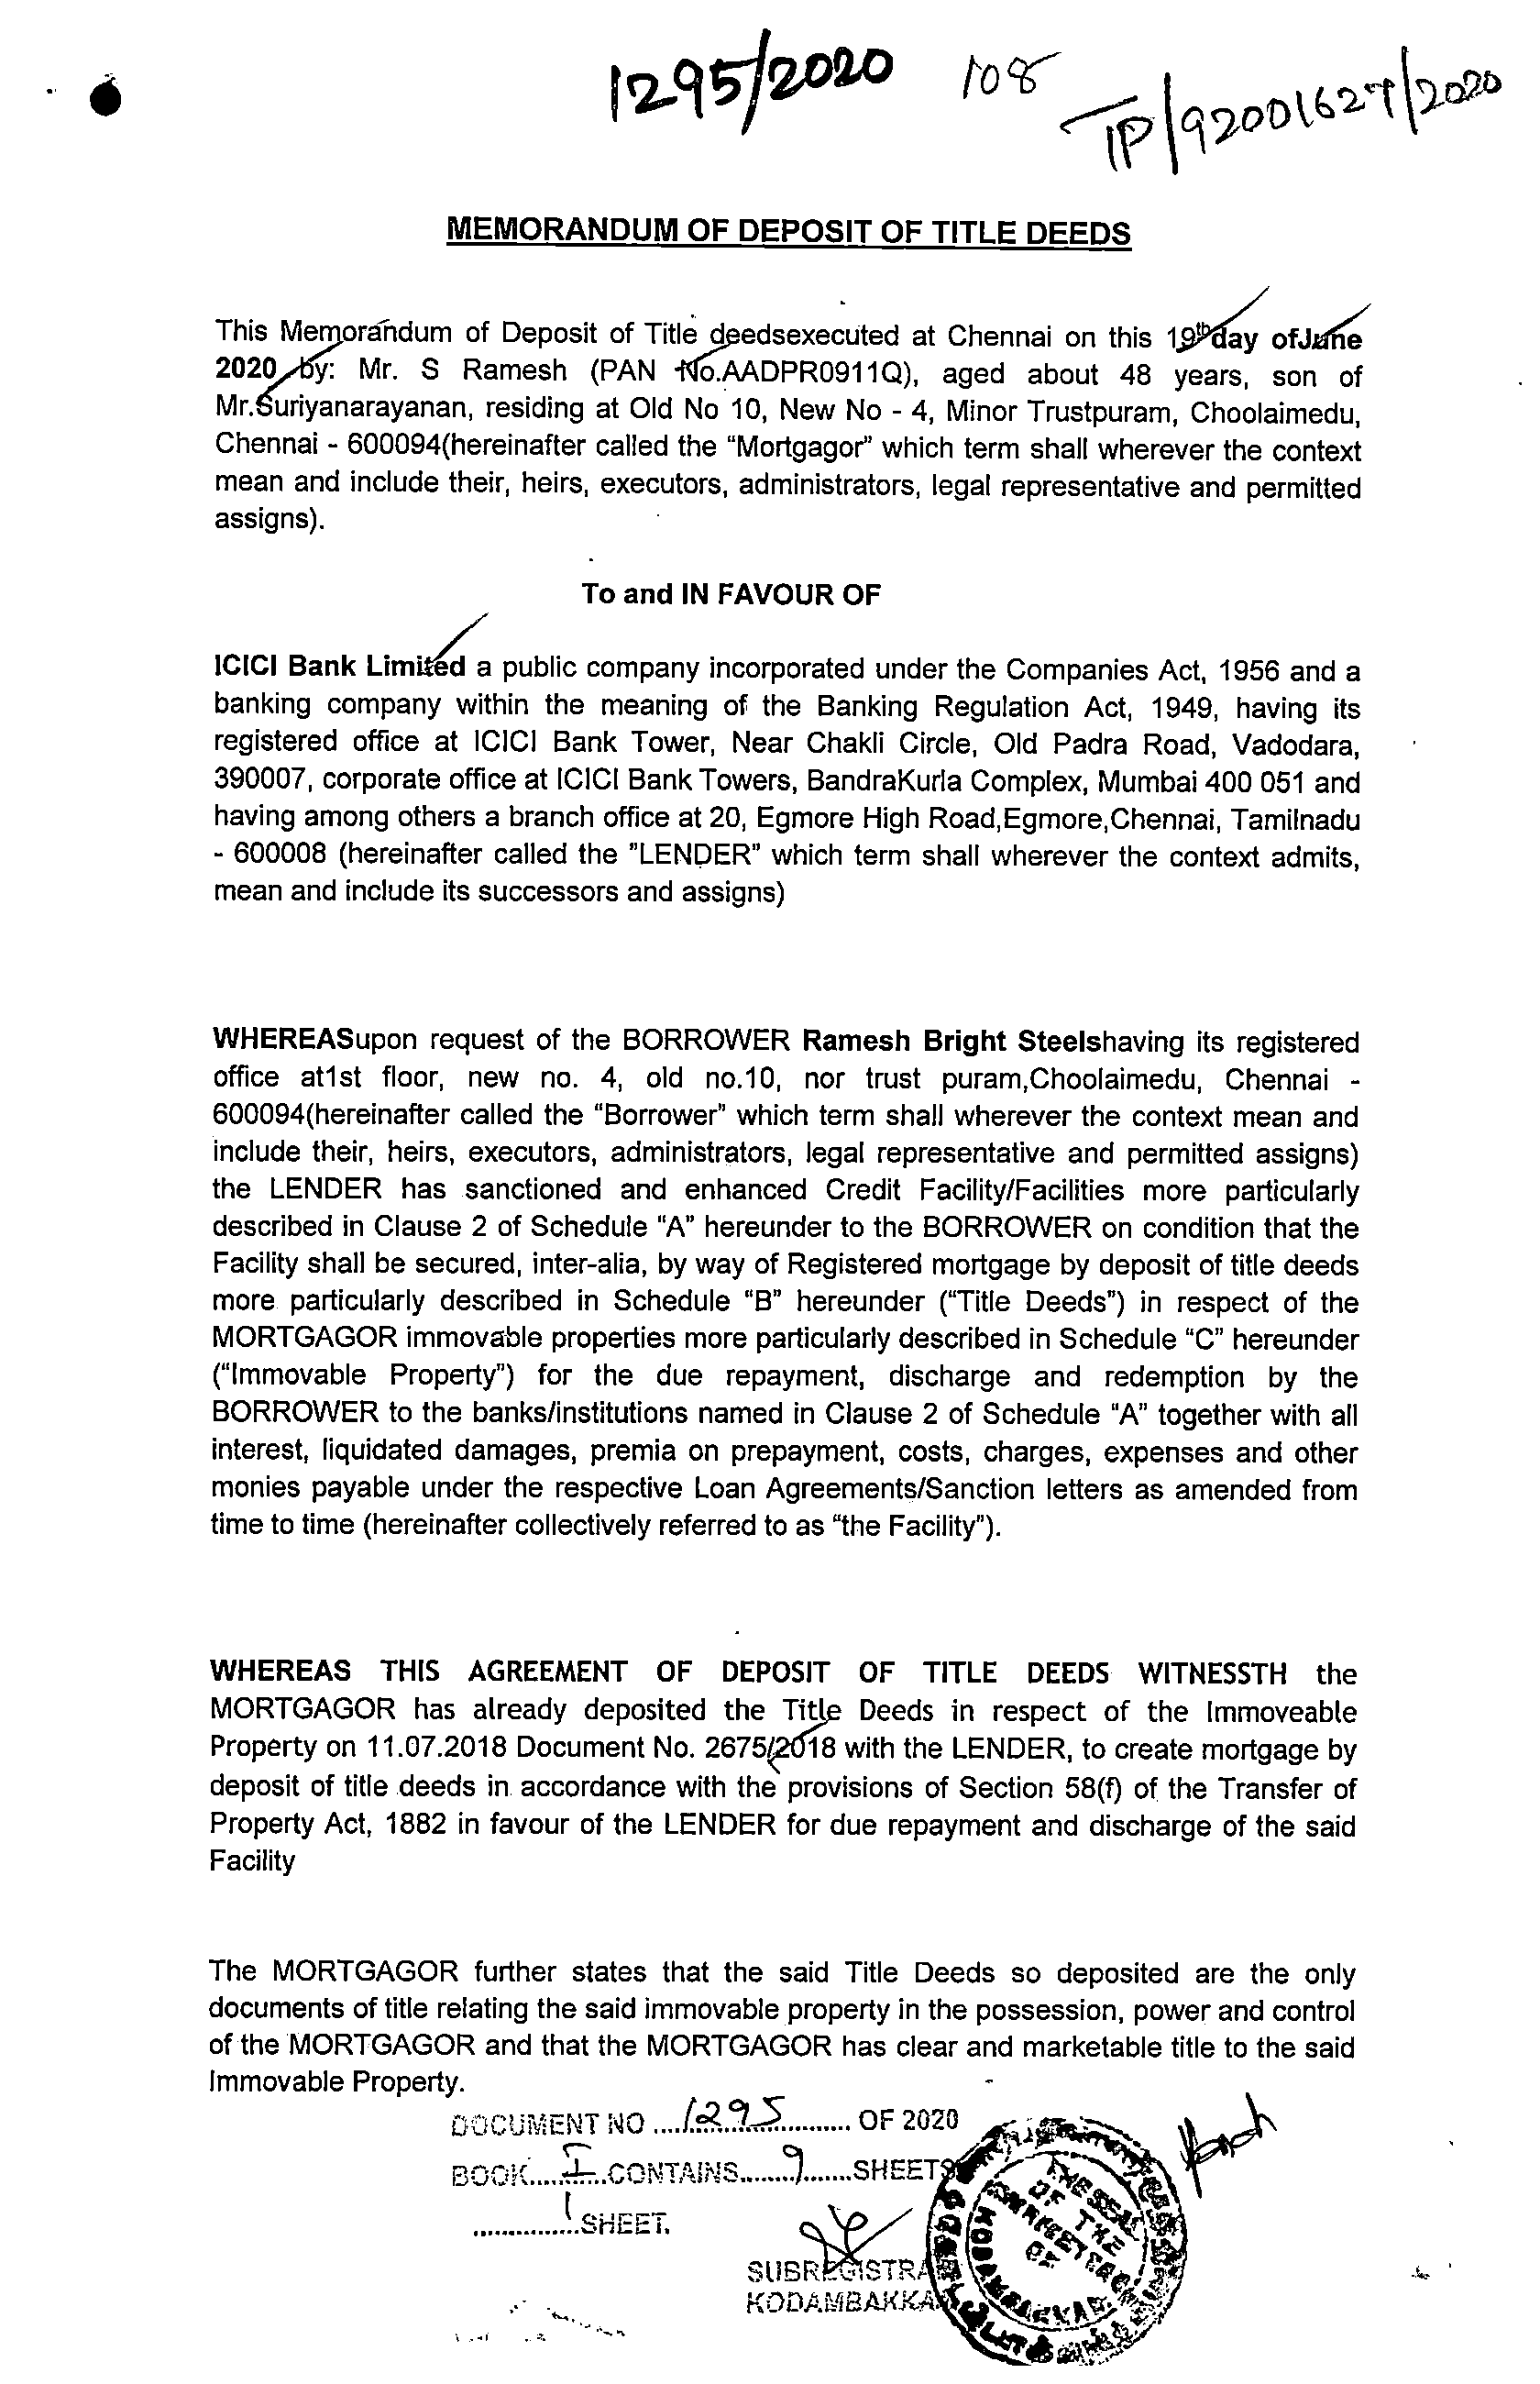 1295/2020 108
TP/92001627/2020
MEMORANDUM OF DEPOSIT OF TITLE DEEDS
This Memorandum of Deposit of Title deedsexecuted at Chennai on this 19th day ofJune
2020 by: Mr. S Ramesh (PAN No.AADPR0911Q), aged about 48 years, son of
Mr.Suriyanarayanan, residing at Old No 10, New No - 4, Minor Trustpuram, Choolaimedu,
Chennai - 600094(hereinafter called the “Mortgagor” which term shall wherever the context
mean and include their, heirs, executors, administrators, legal representative and permitted
assigns).
To and IN FAVOUR OF
ICICI Bank Limited a public company incorporated under the Companies Act, 1956 and a
banking company within the meaning of the Banking Regulation Act, 1949, having its
registered office at ICICI Bank Tower, Near Chakli Circle, Old Padra Road, Vadodara,
390007, corporate office at ICICI Bank Towers, BandraKurla Complex, Mumbai 400 051 and
having among others a branch office at 20, Egmore High Road,Egmore,Chennai, Tamilnadu
- 600008 (hereinafter called the "LENDER" which term shall wherever the context admits,
mean and include its successors and assigns)
WHEREASupon request of the BORROWER Ramesh Bright Steelshaving its registered
office at1st floor, new no. 4, old no.10, nor trust puram,Choolaimedu, Chennai -
600094(hereinafter called the “Borrower” which term shall wherever the context mean and
include their, heirs, executors, administrators, legal representative and permitted assigns)
the LENDER has sanctioned and enhanced Credit Facility/Facilities more particularly
described in Clause 2 of Schedule “A” hereunder to the BORROWER on condition that the
Facility shall be secured, inter-alia, by way of Registered mortgage by deposit of title deeds
more particularly described in Schedule “B” hereunder (“Title Deeds”) in respect of the
MORTGAGOR immovable properties more particularly described in Schedule “C” hereunder
(“Immovable Property”) for the due repayment, discharge and redemption by the
BORROWER to the banks/institutions named in Clause 2 of Schedule “A” together with all
interest, liquidated damages, premia on prepayment, costs, charges, expenses and other
monies payable under the respective Loan Agreements/Sanction letters as amended from
time to time (hereinafter collectively referred to as “the Facility”).
WHEREAS THIS AGREEMENT OF DEPOSIT OF TITLE DEEDS WITNESSTH the
MORTGAGOR has already deposited the Title Deeds in respect of the Immoveable
Property on 11.07.2018 Document No. 2675/2018 with the LENDER, to create mortgage by
deposit of title deeds in accordance with the provisions of Section 58(f) of the Transfer of
Property Act, 1882 in favour of the LENDER for due repayment and discharge of the said
Facility
The MORTGAGOR further states that the said Title Deeds so deposited are the only
documents of title relating the said immovable property in the possession, power and control
of the MORTGAGOR and that the MORTGAGOR has clear and marketable title to the said
Immovable Property.
DOCUMENT NO ....1295.......... OF 2020
BOOK.....I....CONTAINS........9.......SHEETS
...............1 SHEET.
SUBREGISTRA
KODAMBAKKA
OF THE